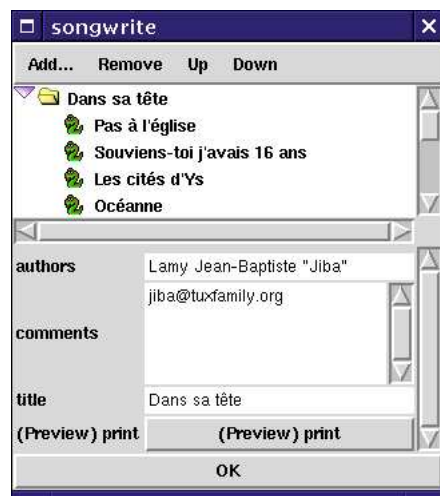 songwrite
Add... Remove Up Down
Dans sa tête
Pas à l'église
Souviens-toi j'avais 16 ans
Les cités d'Ys
Océanne
authors Lamy Jean-Baptiste "Jiba"
comments jiba@tuxfamily.org
title Dans sa tête
(Preview) print (Preview) print
OK